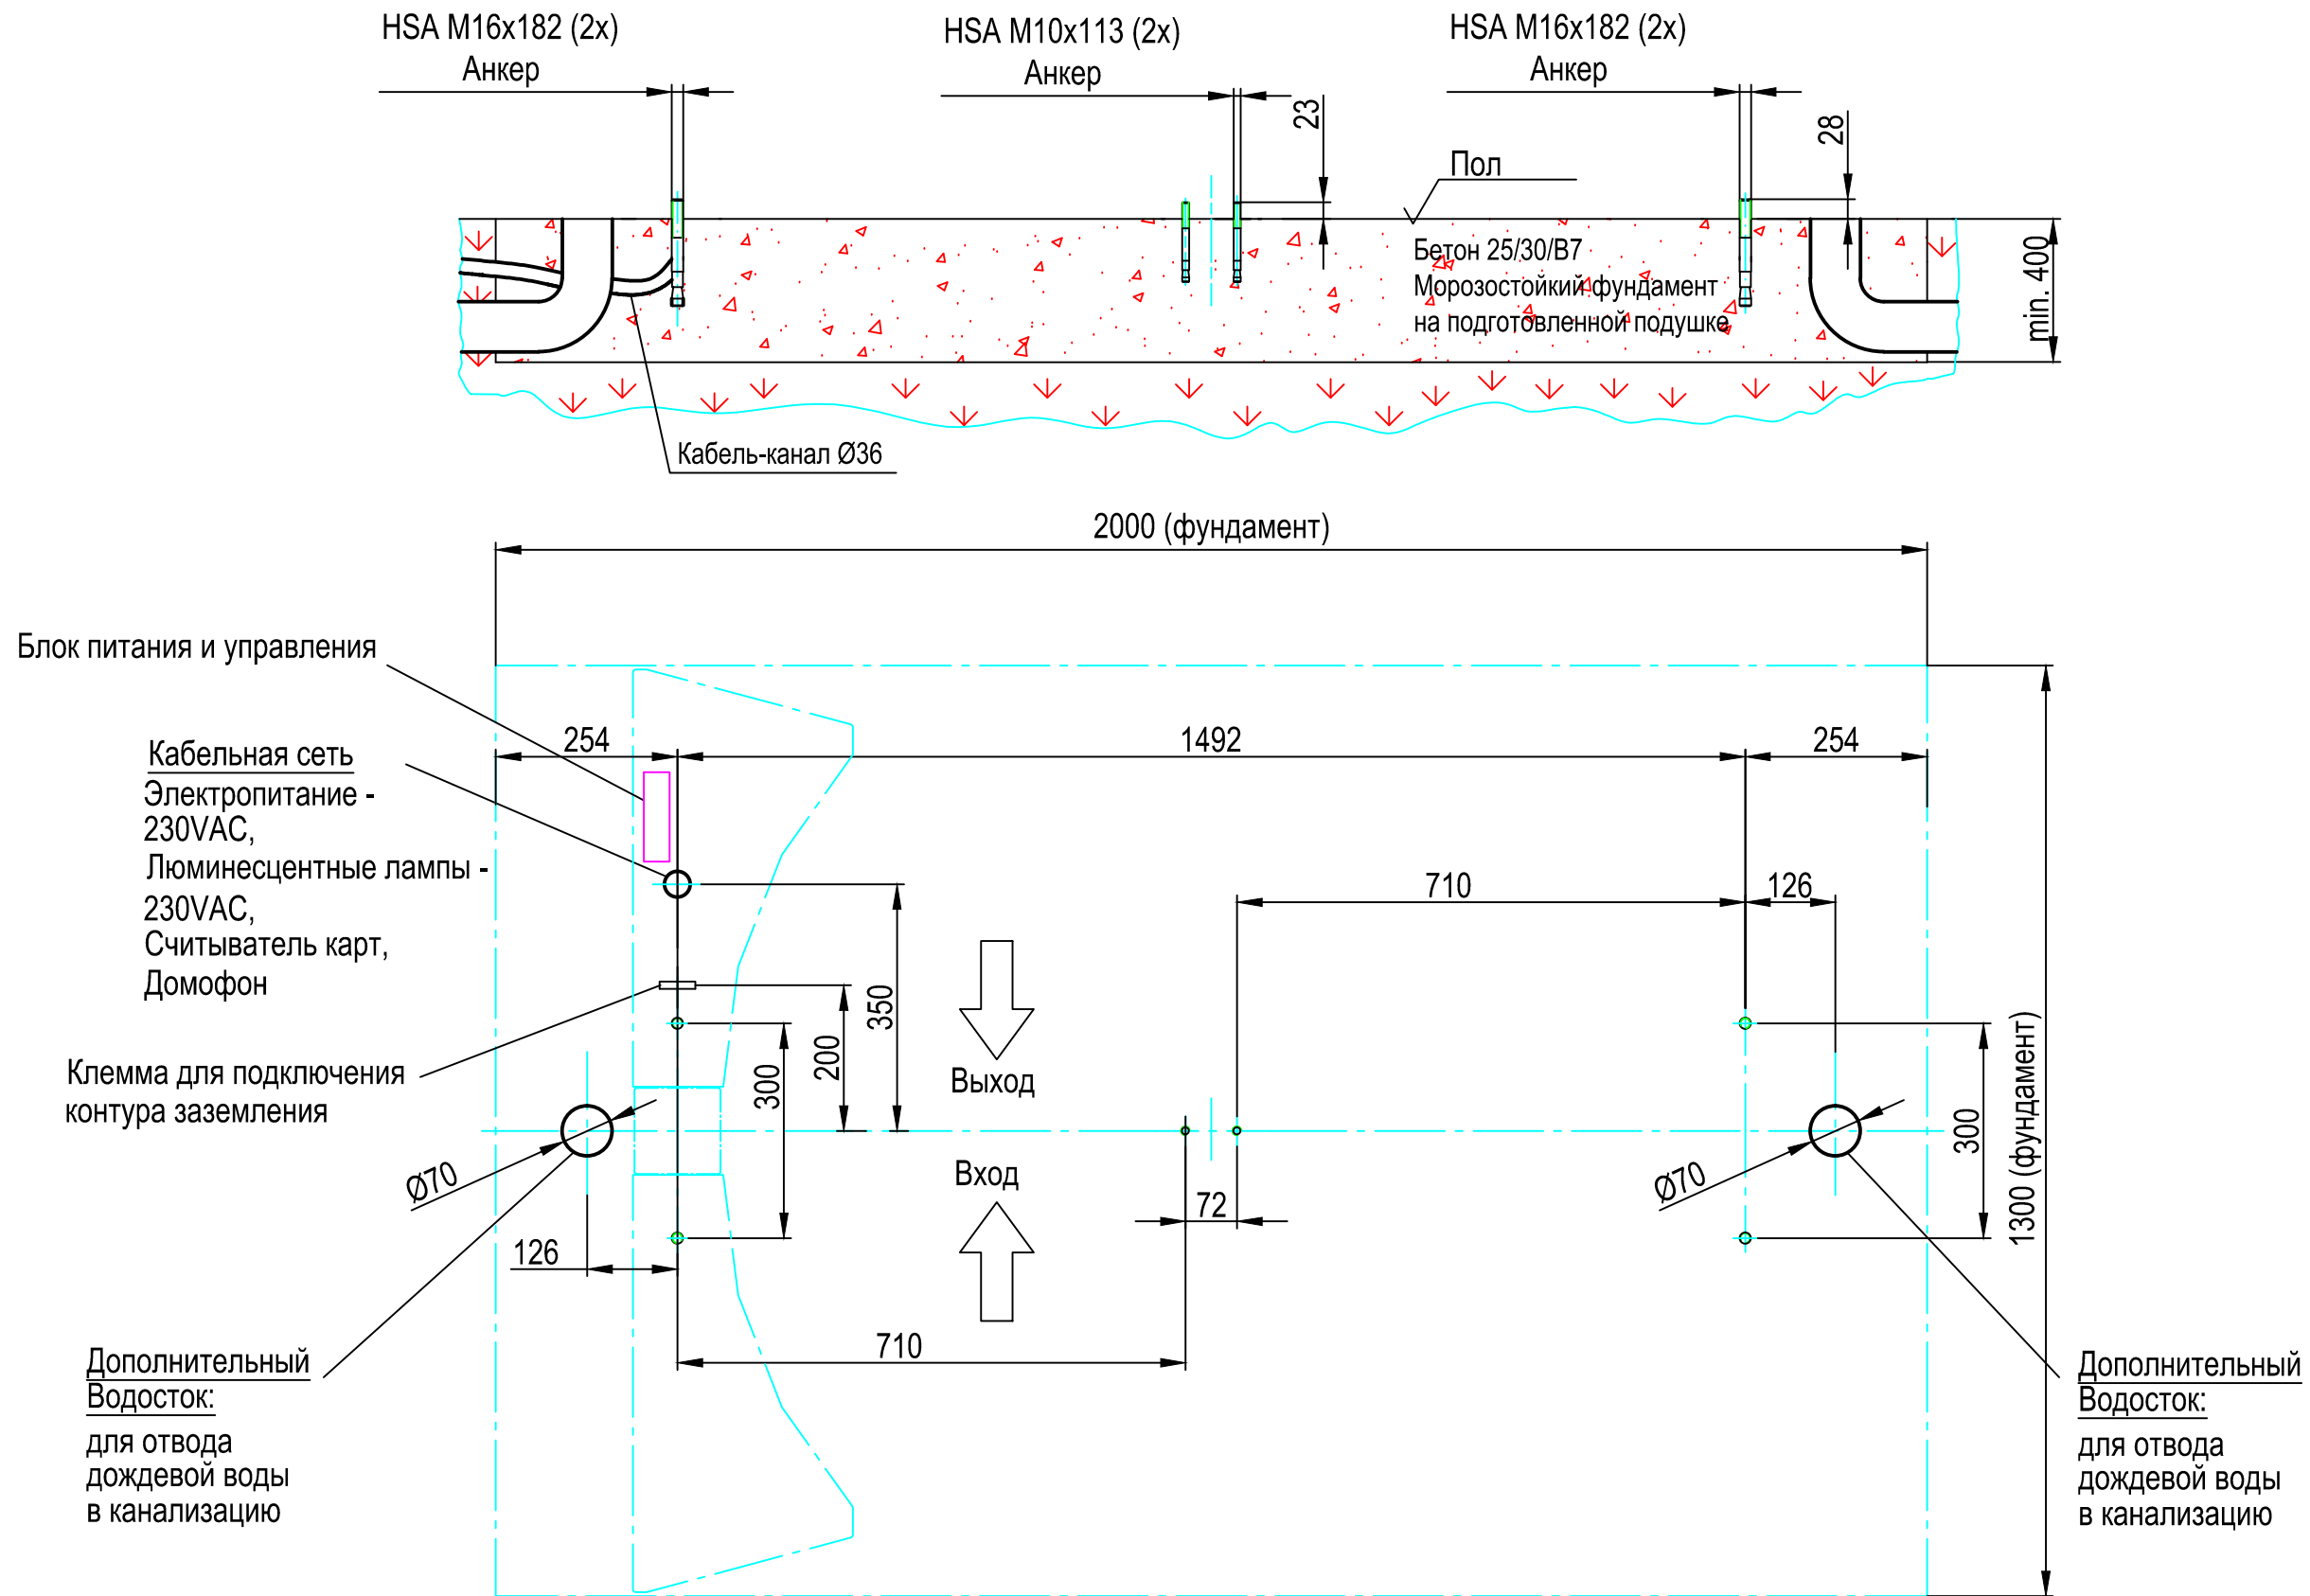 HSA M16x182 (2x)
Анкер
HSA M10x113 (2x)
Анкер
HSA M16x182 (2x)
Анкер
23
28
Пол
Бетон 25/30/В7
Морозостойкий фундамент
на подготовленной подушке
min. 400
Кабель-канал Ø36
2000 (фундамент)
Блок питания и управления
254
1492
254
Кабельная сеть
Электропитание -
230VAC,
Люминесцентные лампы -
230VAC,
Считыватель карт,
Домофон
710
126
350
200
300
Выход
Клемма для подключения
контура заземления
Ø70
Вход
72
Ø70
300
1300 (фундамент)
126
710
Дополнительный
Водосток:
для отвода
дождевой воды
в канализацию
Дополнительный
Водосток:
для отвода
дождевой воды
в канализацию